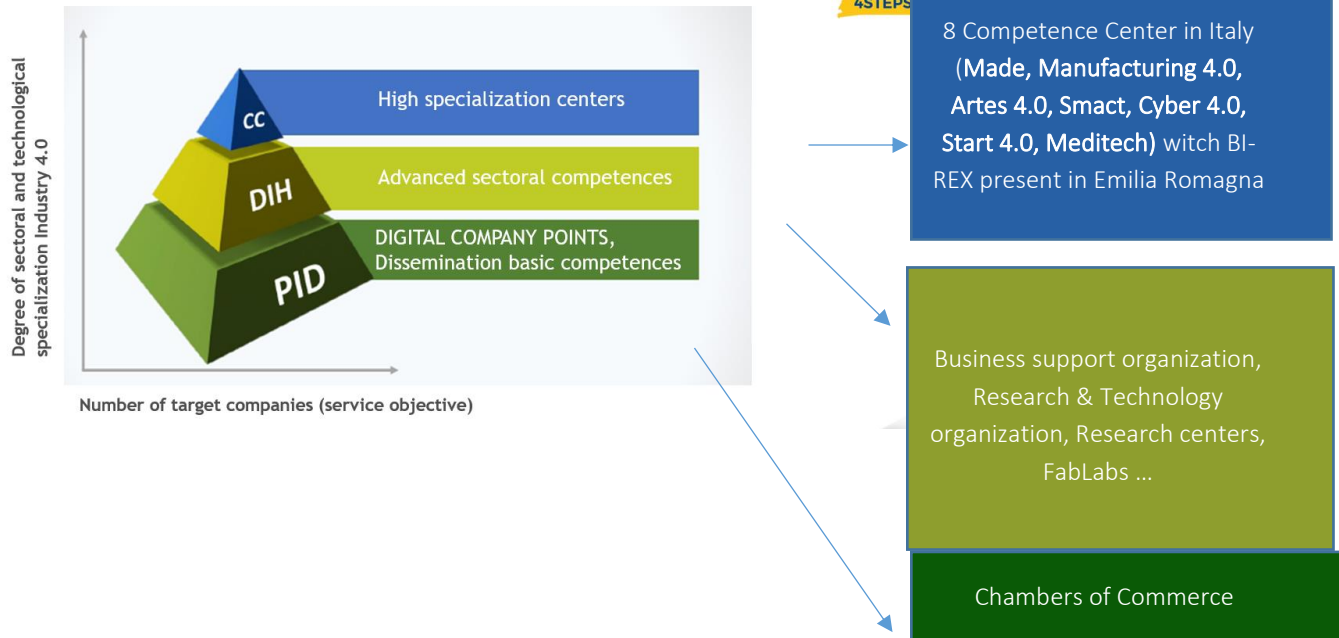 4STEPS
Degree of sectoral and technological
specialization Industry 4.0
CC
High specialization centers
DIH
Advanced sectoral competences
PID
DIGITAL COMPANY POINTS,
Dissemination basic competences
Number of target companies (service objective)
8 Competence Center in Italy
(Made, Manufacturing 4.0,
Artes 4.0, Smact, Cyber 4.0,
Start 4.0, Meditech) witch BI-
REX present in Emilia Romagna
Business support organization,
Research & Technology
organization, Research centers,
FabLabs ...
Chambers of Commerce